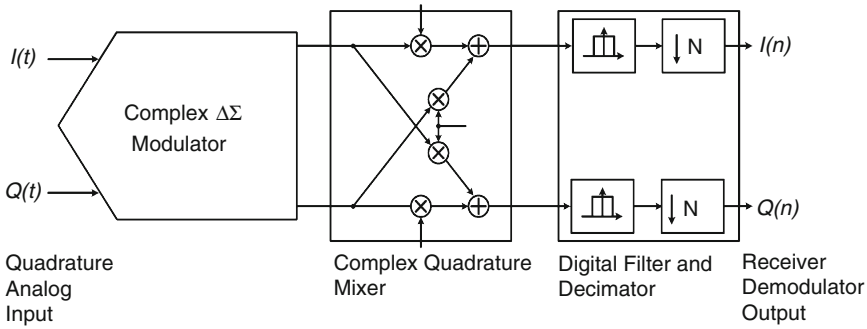 I(t)
Complex ΔΣ
Modulator
Q(t)
N
I(n)
N
Q(n)
Quadrature
Analog
Input
Complex Quadrature
Mixer
Digital Filter and
Decimator
Receiver
Demodulator
Output